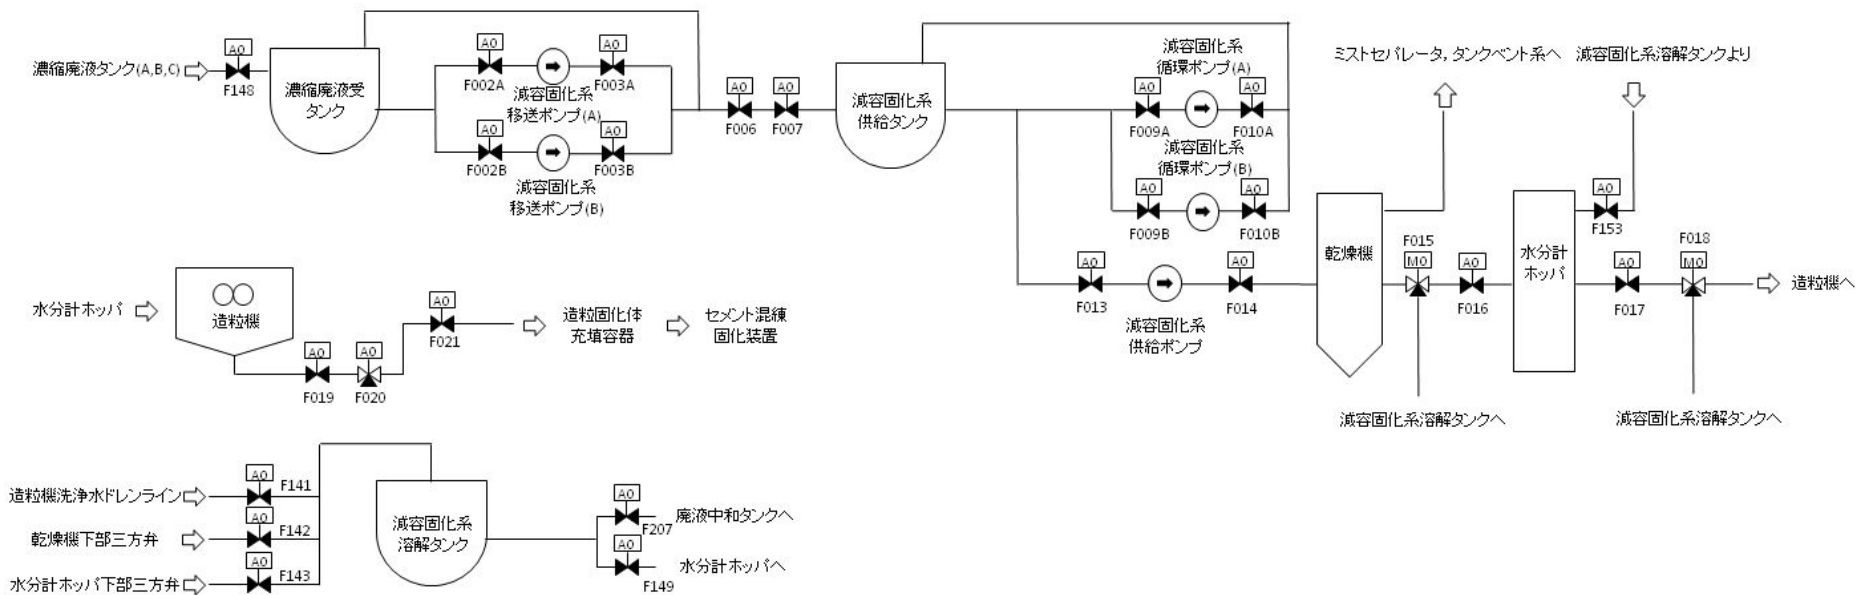 濃縮廃液タンク(A,B,C)
AO
F148
濃縮廃液受
タンク
AO
F002A
AO
F003A
減容固化系
移送ポンプ(A)
AO
F002B
AO
F003B
減容固化系
移送ポンプ(B)
AO
F006
AO
F007
減容固化系
供給タンク
減容固化系
循環ポンプ(A)
AO
F009A
AO
F010A
減容固化系
循環ポンプ(B)
AO
F009B
AO
F010B
AO
F013
AO
F014
減容固化系
供給ポンプ
ミストセパレータ,タンクベント系へ
減容固化系溶解タンクより
乾燥機
F015
MO
AO
F016
水分計
ホッパ
AO
F153
AO
F017
F018
MO
造粒機へ
減容固化系溶解タンクへ
減容固化系溶解タンクへ
水分計ホッパ
造粒機
AO
F019
AO
F020
AO
F021
造粒固化体
充填容器
セメント混練
固化装置
造粒機洗浄水ドレンライン
AO
F141
乾燥機下部三方弁
AO
F142
水分計ホッパ下部三方弁
AO
F143
減容固化系
溶解タンク
AO
F207
廃液中和タンクへ
AO
F149
水分計ホッパへ